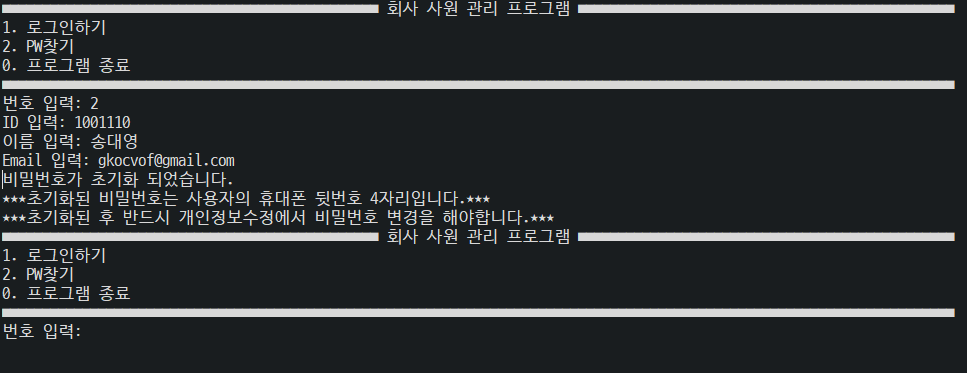 회사 사원 관리 프로그램
1. 로그인하기
2. PW찾기
0. 프로그램 종료
번호 입력: 2
ID 입력: 1001110
이름 입력: 송대영
Email 입력: gkocvof@gmail.com
비밀번호가 초기화 되었습니다.
★★★초기화된 비밀번호는 사용자의 휴대폰 뒷번호 4자리입니다.★★★
★★★초기화된 후 반드시 개인정보수정에서 비밀번호 변경을 해야합니다.★★★
회사 사원 관리 프로그램
1. 로그인하기
2. PW찾기
0. 프로그램 종료
번호 입력: